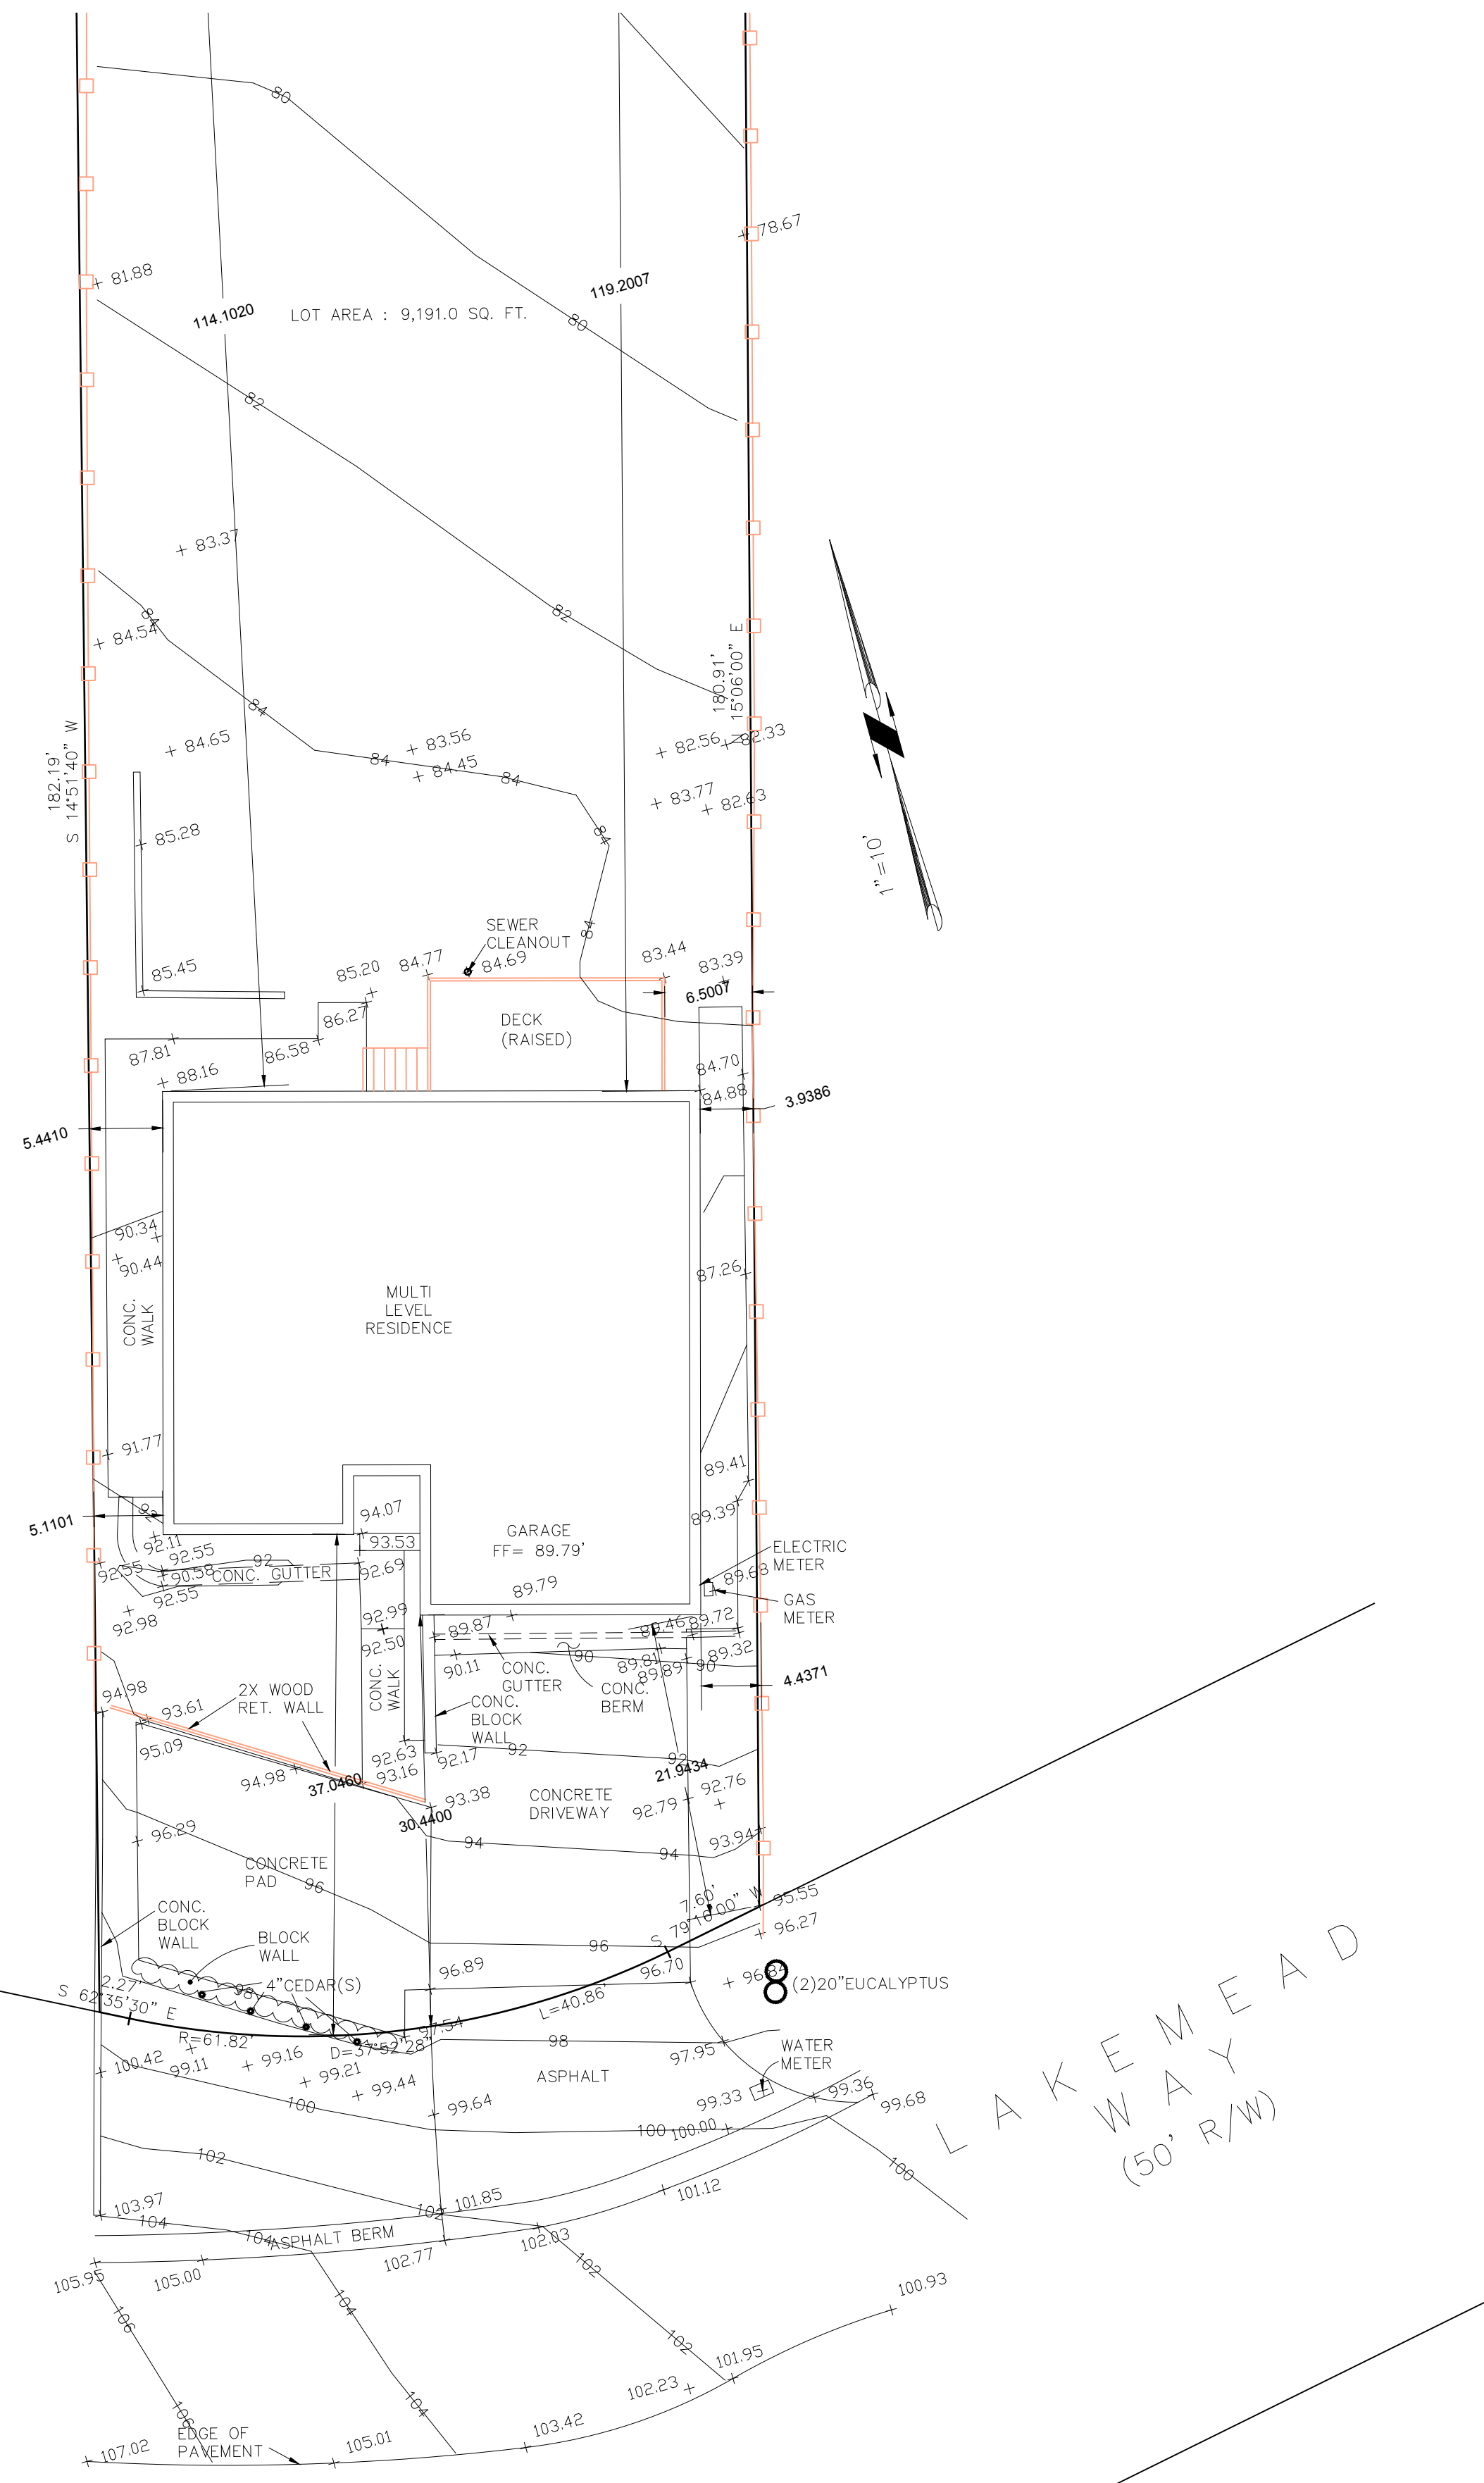 80
78.67
81.88
114.1020
LOT AREA : 9,191.0 SQ. FT.
119.2007
80
82
83.37
84
84.54
82
180.91'
N 15°06'00" E
84
182.19'
S 14°51'40" W
84.65
83.56
84
84.45
84
82.56
82.33
83.77
82.63
84
85.28
1"=10'
SEWER
CLEANOUT
84
85.45
85.20
84.77
84.69
83.44
83.39
6.5007
86.27
DECK
(RAISED)
87.81
86.58
88.16
84.70
84.88
3.9386
5.4410
90.34
90.44
87.26
CONC.
WALK
MULTI
LEVEL
RESIDENCE
91.77
89.41
92
5.1101
94.07
89.39
92.11
93.53
GARAGE
FF= 89.79'
ELECTRIC
METER
92.55
92.55
92
90.58
CONC. GUTTER
92.69
89.68
92.55
89.79
GAS
METER
92.98
92.99
89.87
89.46
89.72
92.50
90.11
90
89.81
89.32
89.89
90
CONC.
WALK
CONC.
GUTTER
CONC.
BERM
4.4371
94.98
93.61
2X WOOD
RET. WALL
CONC.
BLOCK
WALL
95.09
92.63
92.17
92
92
94.98
37.0460
93.16
21.9434
93.38
CONCRETE
DRIVEWAY
92.79
92.76
30.4400
96.29
94
94
93.94
CONCRETE
PAD
96
7.60'
S 79°10'00" W
95.55
CONC.
BLOCK
WALL
BLOCK
WALL
96
96.27
96.89
96.70
96.84
(2)20"EUCALYPTUS
2.27'
S 62°35'30" E
98
4"CEDAR(S)
L=40.86'
R=61.82'
97.54
D=37°52'28"
98
97.95
WATER
METER
100.42
99.11
99.16
99.21
99.44
ASPHALT
99.33
99.36
99.68
100
99.64
100
100.00
LAKEMEAD
WAY
(50' R/W)
102
100
103.97
104
104
102
101.85
101.12
ASPHALT BERM
105.95
105.00
102.77
102.03
102
106
104
100.93
102
101.95
102.23
106
104
EDGE OF
PAVEMENT
107.02
105.01
103.42